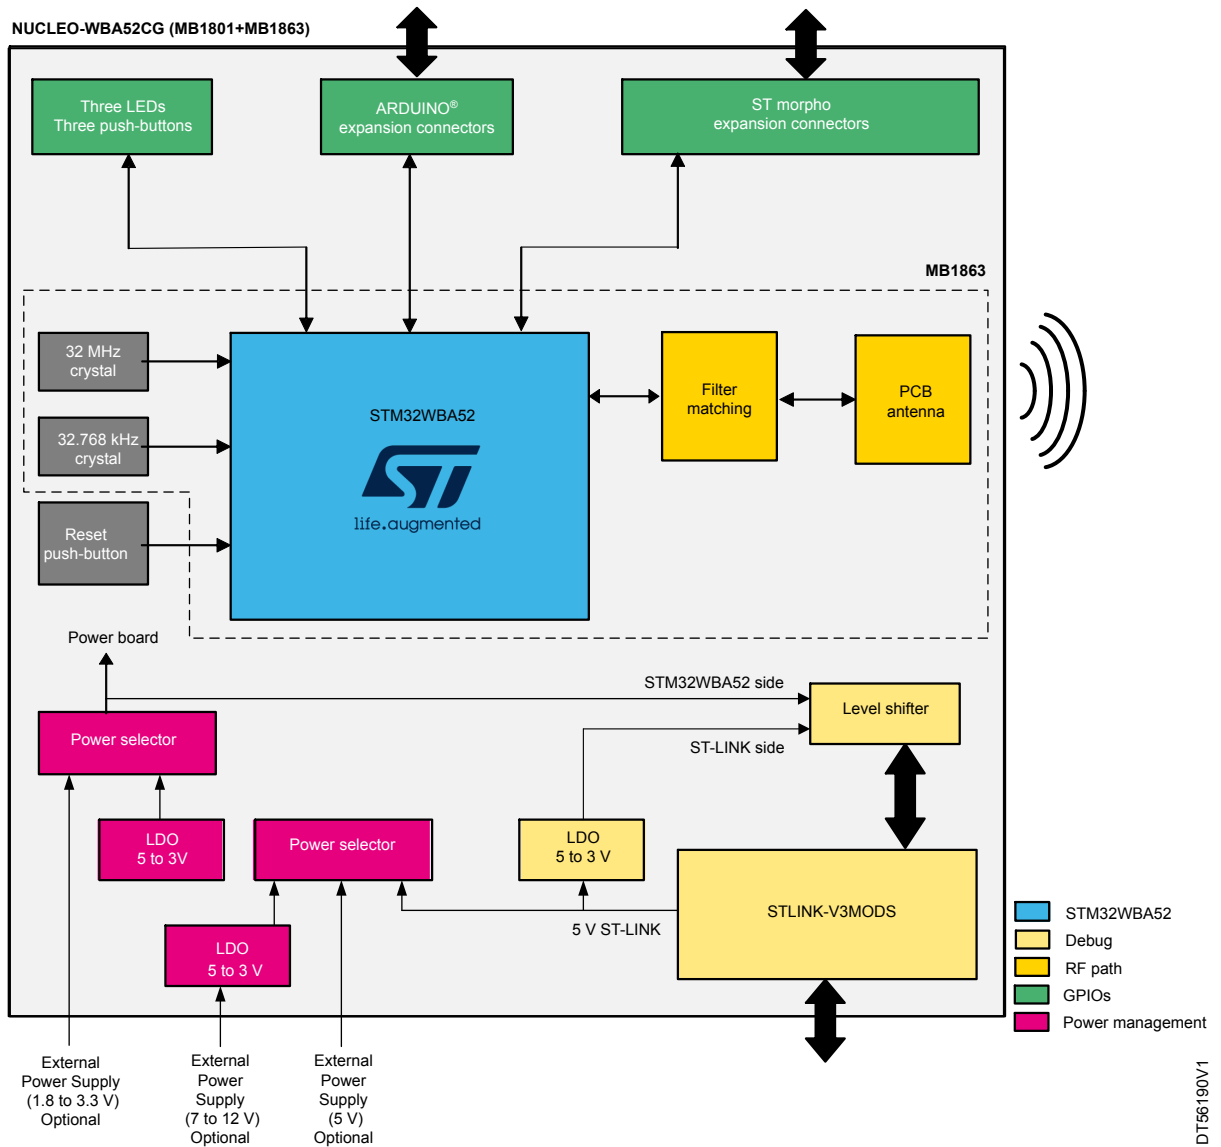 NUCLEO-WBA52CG (MB1801+MB1863)
Three LEDs
Three push-buttons
ARDUINO®
expansion connectors
ST morpho
expansion connectors
MB1863
32 MHz
crystal
32.768 kHz
crystal
Reset
push-button
STM32WBA52
ST
life.augmented
Filter
matching
PCB
antenna
Power board
STM32WBA52 side
Level shifter
ST-LINK side
Power selector
LDO
5 to 3V
Power selector
LDO
5 to 3 V
LDO
5 to 3 V
5 V ST-LINK
STLINK-V3MODS
STM32WBA52
Debug
RF path
GPIOs
Power management
External
Power Supply
(1.8 to 3.3 V)
Optional
External
Power
Supply
(7 to 12 V)
Optional
External
Power
Supply
(5 V)
Optional
DT56190V1